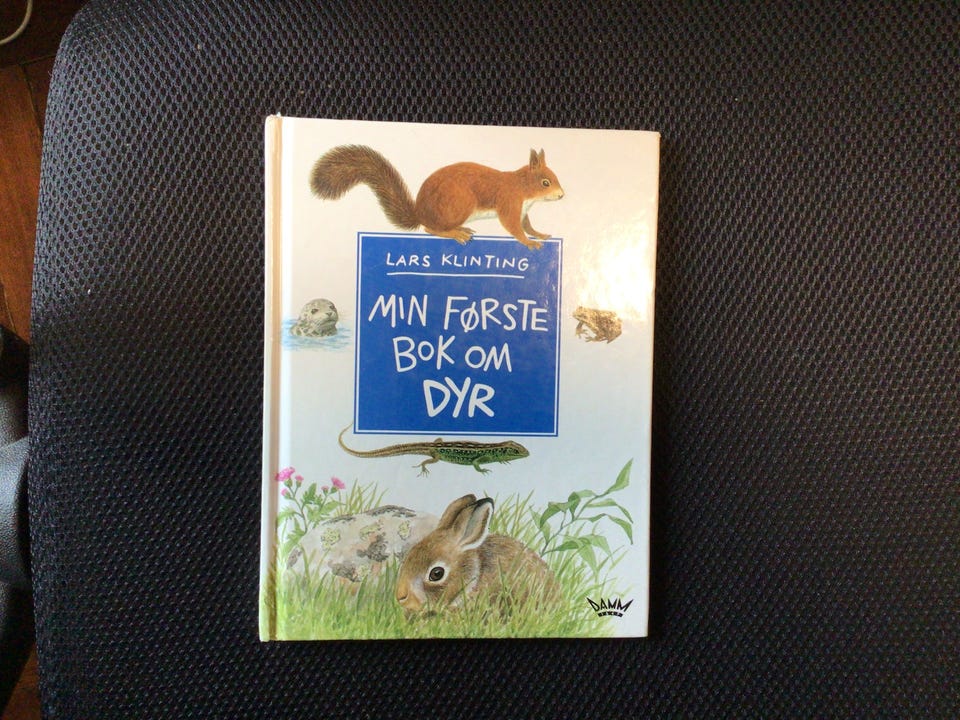 LARS KLINTING
MIN FØRSTE
BOK OM
DYR
DAMM